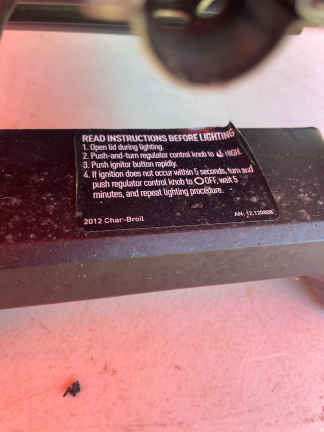 READ INSTRUCTIONS BEFORE LIGHTING
1. Open lid during lighting.
2. Push-and-turn regulator control knob to HIGH.
3. Push ignitor button rapidly.
4. If ignition does not occur within 5 seconds, turn and
push regulator control knob to OFF, wait 5
minutes, and repeat lighting procedure.
2012 Char-Broil